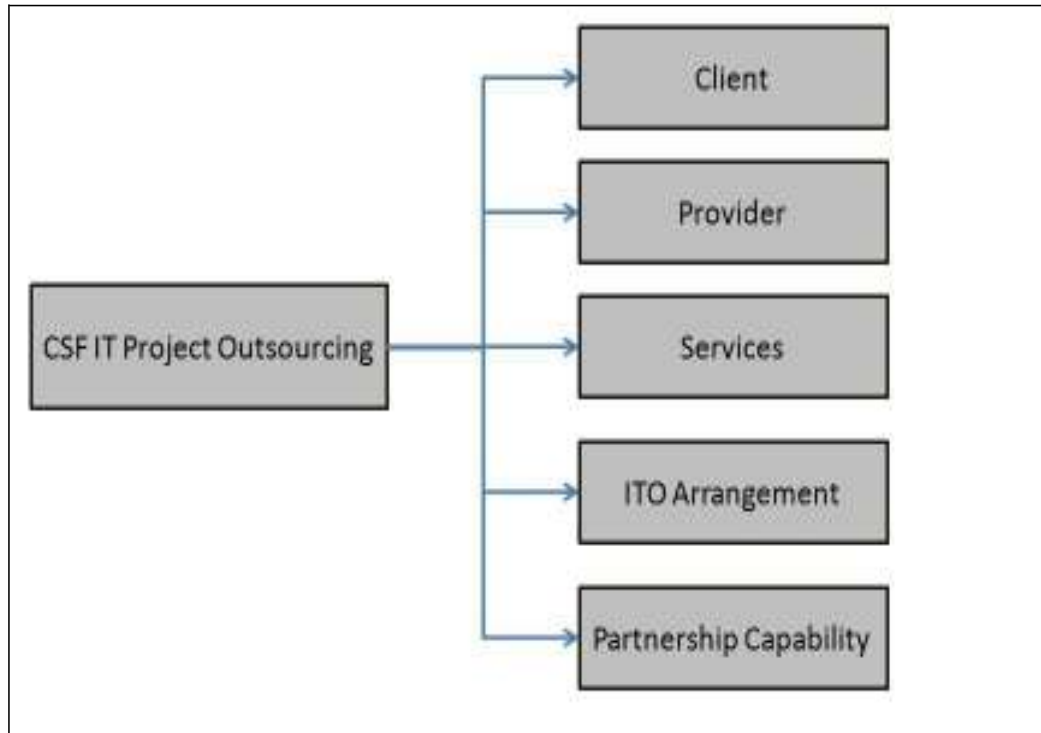 Client
Provider
CSF IT Project Outsourcing
Services
ITO Arrangement
Partnership Capability